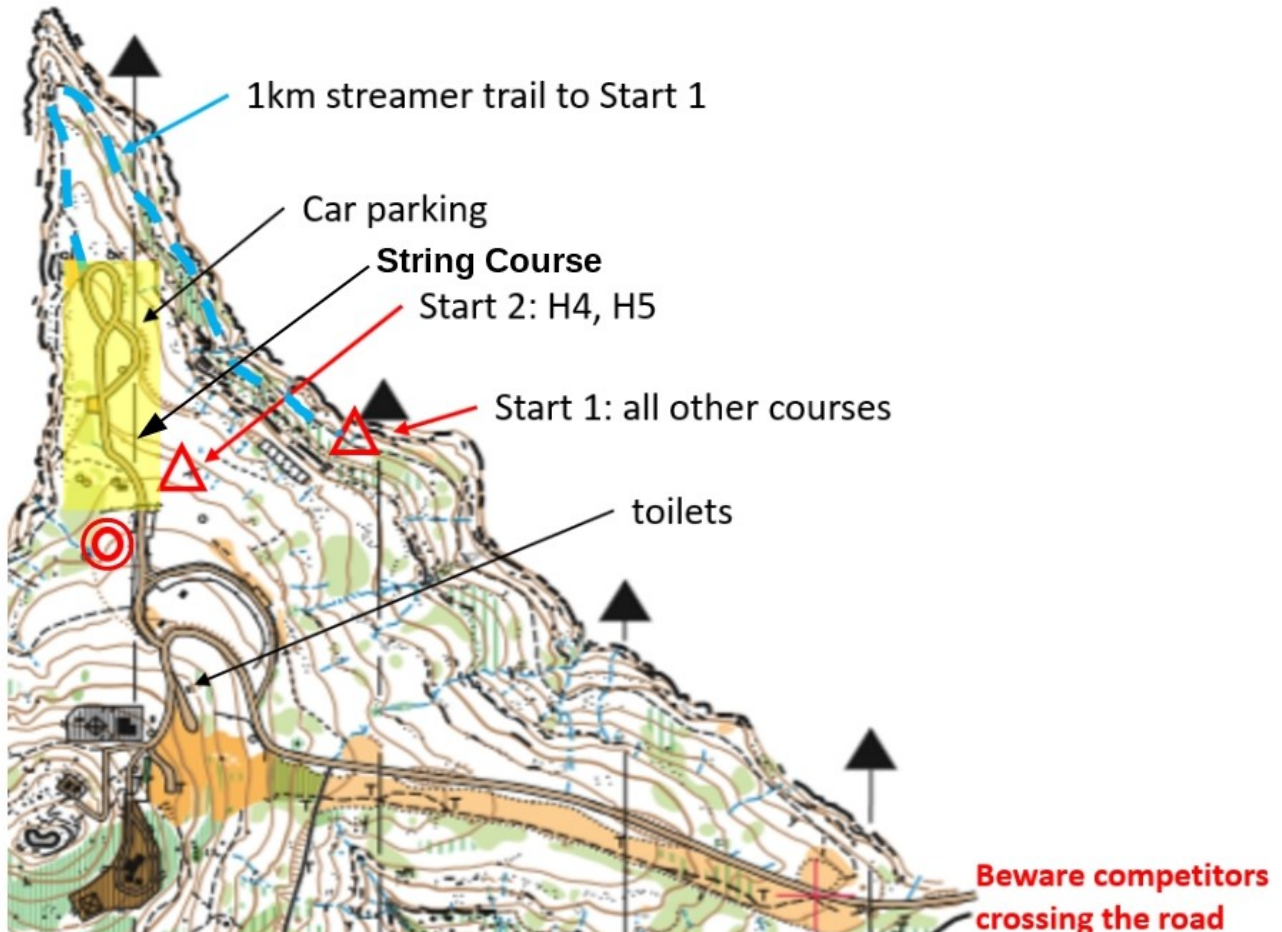 1km streamer trail to Start 1
Car parking
String Course
Start 2: H4, H5
Start 1: all other courses
toilets
Beware competitors
crossing the road